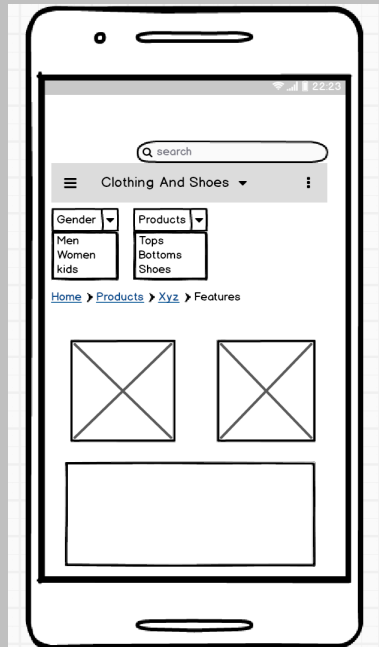 22:23
search
Clothing And Shoes
Gender Products
Men
Women
kids
Tops
Bottoms
Shoes
Home Products Xyz Features